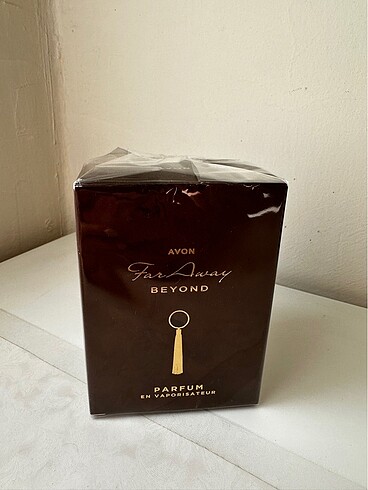 AVON
Far Away
BEYOND
PARFUM
EN VAPORISATEUR